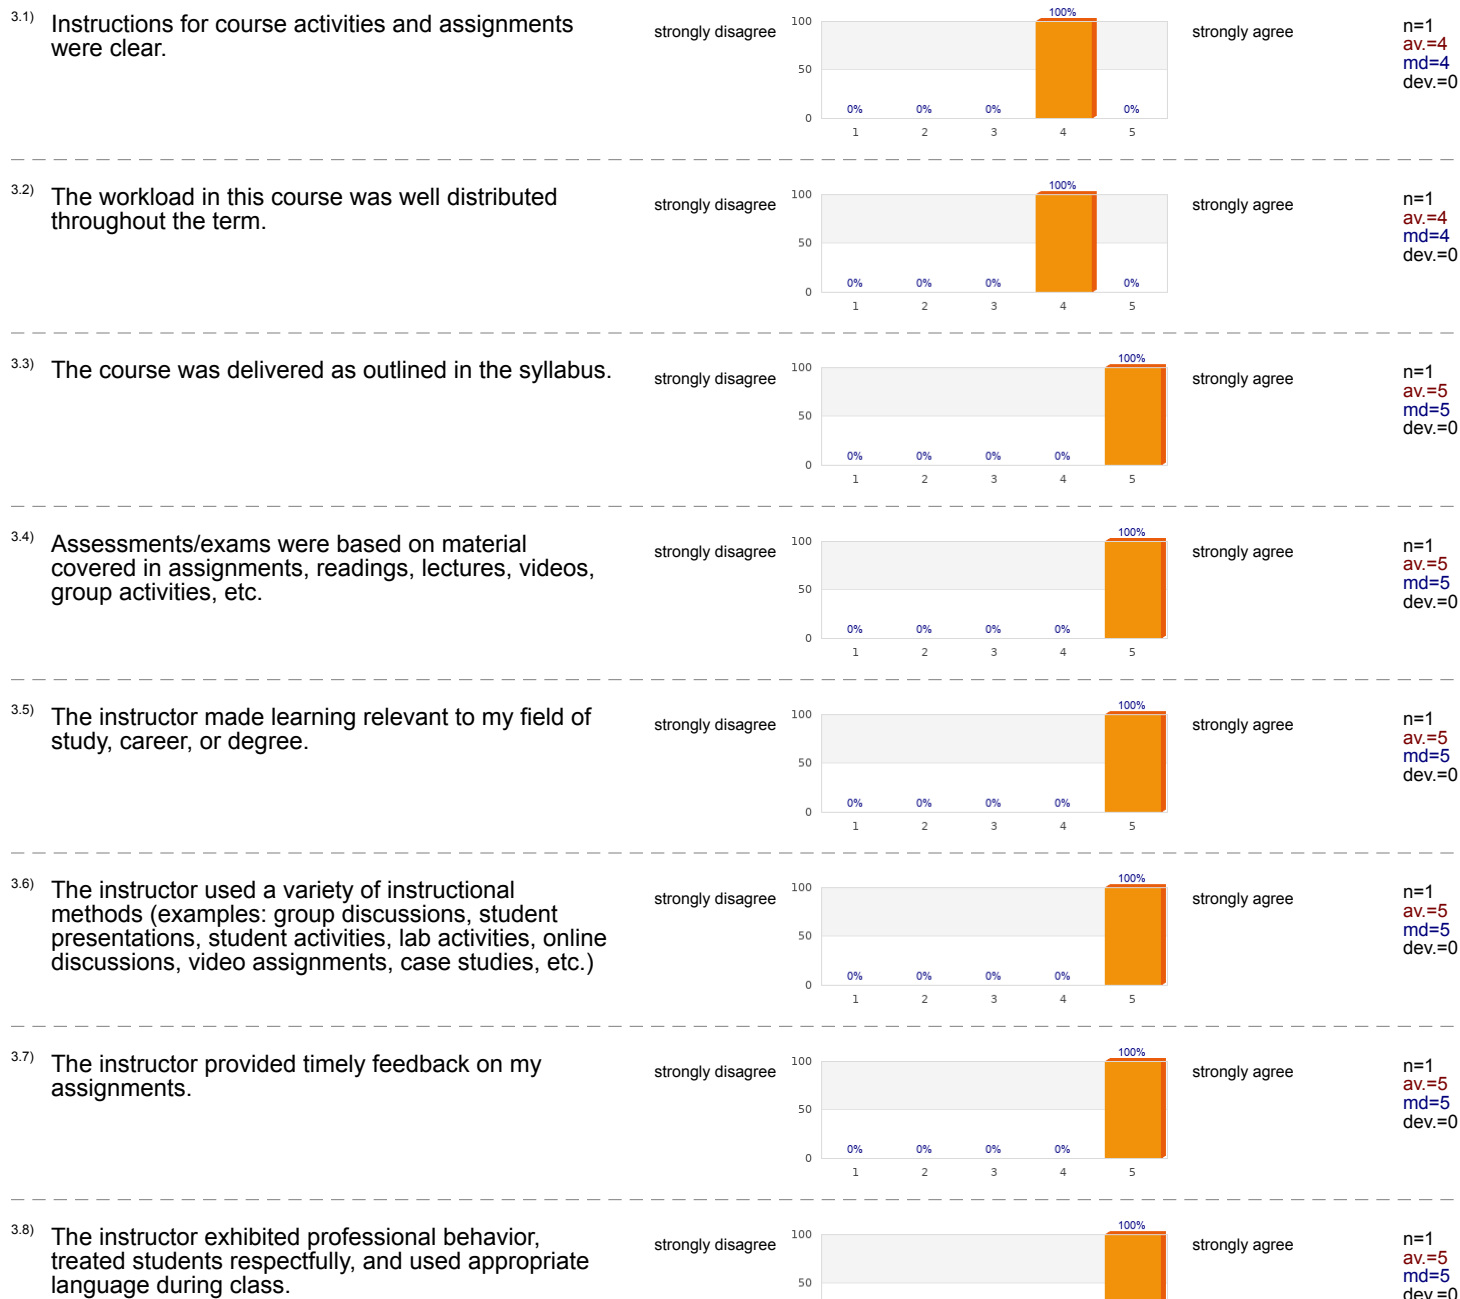 3.1) Instructions for course activities and assignments
were clear.
strongly disagree
100
50
0
0%
0%
0%
100%
0%
1
2
3
4
5
strongly agree
n=1
av.=4
md=4
dev.=0
3.2) The workload in this course was well distributed
throughout the term.
strongly disagree
100
50
0
0%
0%
0%
100%
0%
1
2
3
4
5
strongly agree
n=1
av.=4
md=4
dev.=0
3.3) The course was delivered as outlined in the syllabus.
strongly disagree
100
50
0
0%
0%
0%
0%
100%
1
2
3
4
5
strongly agree
n=1
av.=5
md=5
dev.=0
3.4) Assessments/exams were based on material
covered in assignments, readings, lectures, videos,
group activities, etc.
strongly disagree
100
50
0
0%
0%
0%
0%
100%
1
2
3
4
5
strongly agree
n=1
av.=5
md=5
dev.=0
3.5) The instructor made learning relevant to my field of
study, career, or degree.
strongly disagree
100
50
0
0%
0%
0%
0%
100%
1
2
3
4
5
strongly agree
n=1
av.=5
md=5
dev.=0
3.6) The instructor used a variety of instructional
methods (examples: group discussions, student
presentations, student activities, lab activities, online
discussions, video assignments, case studies, etc.)
strongly disagree
100
50
0
0%
0%
0%
0%
100%
1
2
3
4
5
strongly agree
n=1
av.=5
md=5
dev.=0
3.7) The instructor provided timely feedback on my
assignments.
strongly disagree
100
50
0
0%
0%
0%
0%
100%
1
2
3
4
5
strongly agree
n=1
av.=5
md=5
dev.=0
3.8) The instructor exhibited professional behavior,
treated students respectfully, and used appropriate
language during class.
strongly disagree
100
50
100%
strongly agree
n=1
av.=5
md=5
dev.=0